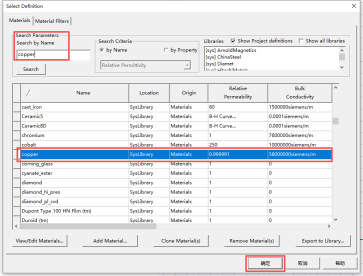 Select Definition
Materials Material Filters
Search Parameters
Search by Name
copper
Search
Search Criteria
by Name by Property
Relative Permittivity
Libraries Show Project definitions Show all libraries
[sys] ArnoldMagnetics
[sys] ChinaSteel
[sys] Diamet
/ Name Location Origin Relative Permeability Bulk Conductivity
cast_iron SysLibrary Materials 60 1500000siemens/m
Ceramic5 SysLibrary Materials B-H Curve... 0.0001siemens/m
Ceramic8D SysLibrary Materials B-H Curve... 0.0001siemens/m
chromium SysLibrary Materials 1 7600000siemens/m
cobalt SysLibrary Materials 250 10000000siemens/m
copper SysLibrary Materials 0.999991 58000000siemens/m
corning_glass SysLibrary Materials 1 0
cyanate_ester SysLibrary Materials 1 0
diamond SysLibrary Materials 1 0
diamond_hi_pres SysLibrary Materials 1 0
diamond_pl_cvd SysLibrary Materials 1 0
Dupont Type 100 HN Film (tm) SysLibrary Materials 1 0
Duroid (tm) SysLibrary Materials 1 0
View/Edit Materials... Add Material... Clone Material(s) Remove Material(s) Export to Library...
确定 取消 帮助